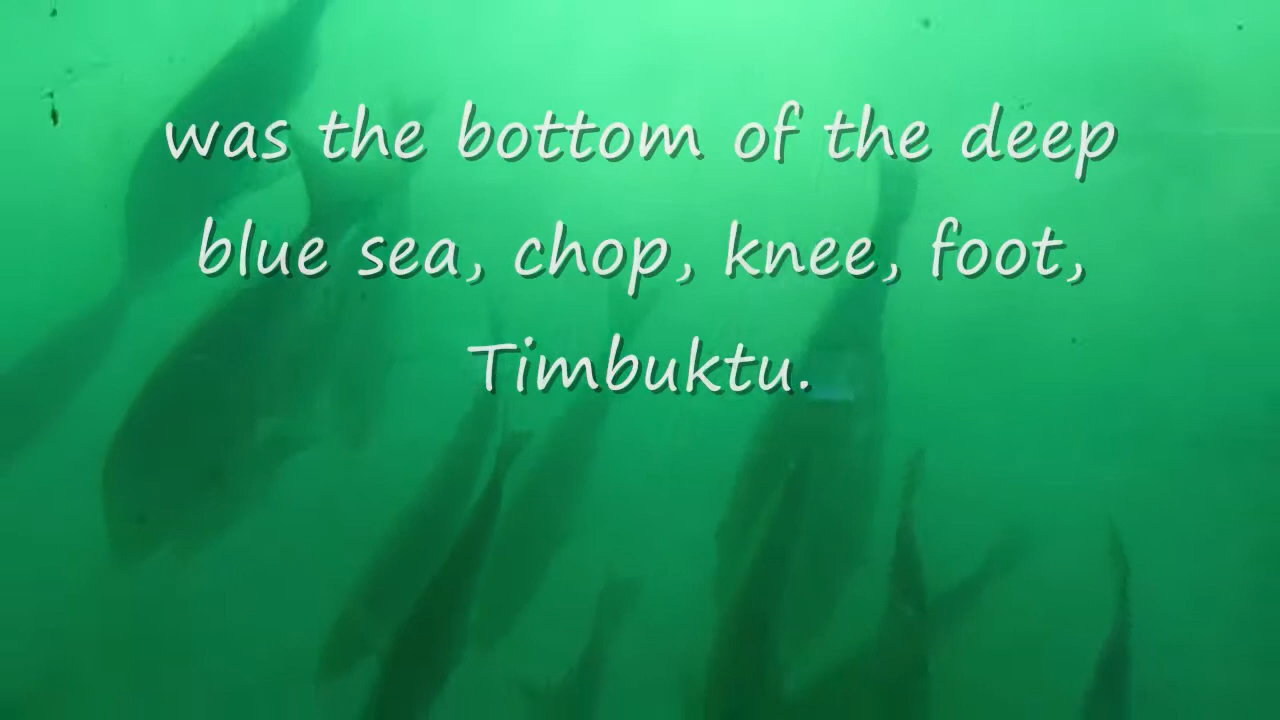 was the bottom of the deep
blue sea, chop, knee, foot,
Timbuktu.